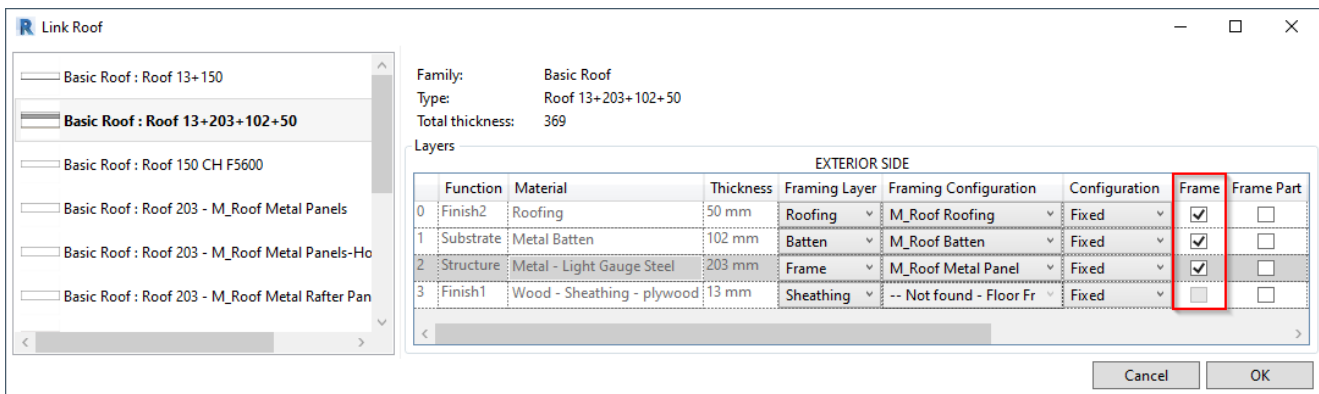 Link Roof
Basic Roof : Roof 13+150
Basic Roof : Roof 13+203+102+50
Basic Roof : Roof 150 CH F5600
Basic Roof : Roof 203 - M_Roof Metal Panels
Basic Roof : Roof 203 - M_Roof Metal Panels-Ho
Basic Roof : Roof 203 - M_Roof Metal Rafter Pan
Family: Basic Roof
Type: Roof 13+203+102+50
Total thickness: 369
Layers
EXTERIOR SIDE
Function Material Thickness Framing Layer Framing Configuration Configuration Frame Frame Part
0 Finish2 Roofing 50 mm Roofing M_Roof Roofing Fixed
1 Substrate Metal Batten 102 mm Batten M_Roof Batten Fixed
2 Structure Metal - Light Gauge Steel 203 mm Frame M_Roof Metal Panel Fixed
3 Finish1 Wood - Sheathing - plywood 13 mm Sheathing -- Not found - Floor Fr Fixed
Cancel OK